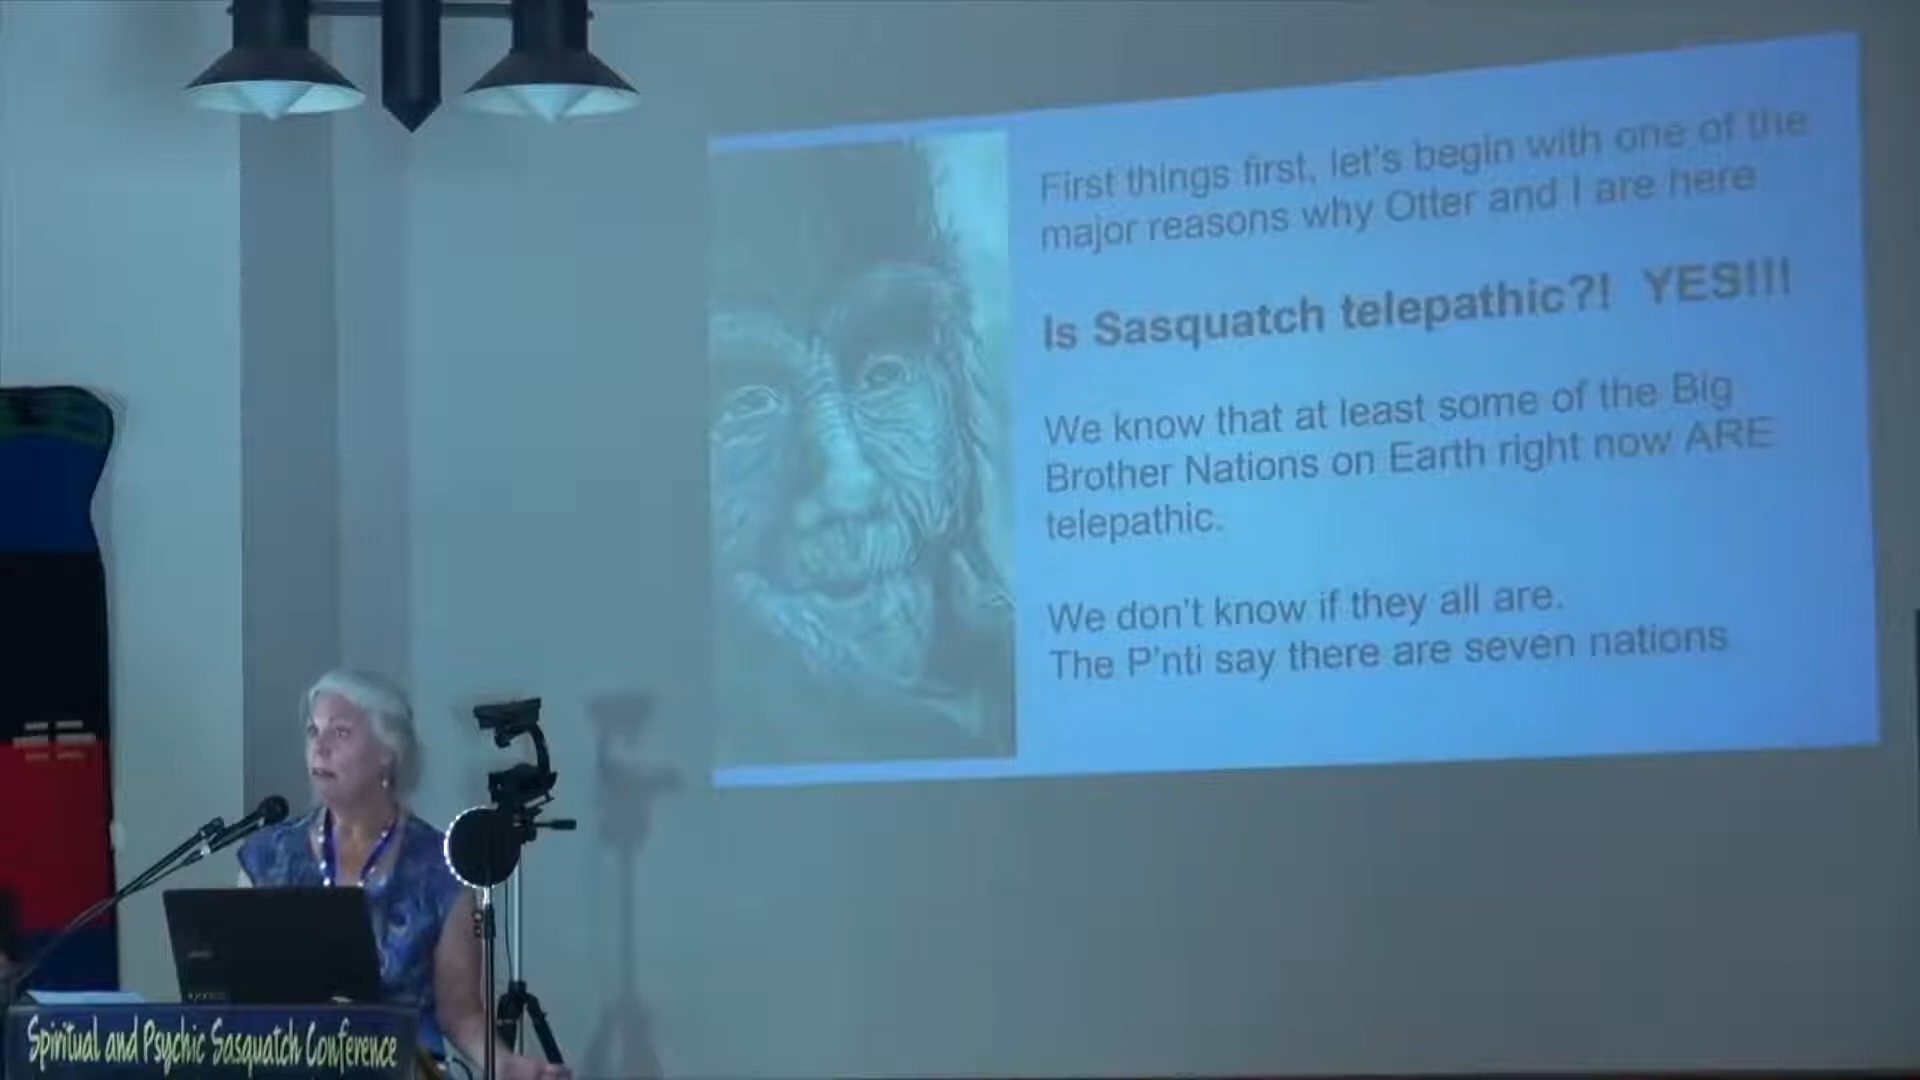 First things first, let's begin with one of the
major reasons why Otter and I are here
Is Sasquatch telepathic?! YES!!!
We know that at least some of the Big
Brother Nations on Earth right now ARE
telepathic.
We don't know if they all are.
The P'nti say there are seven nations
Spiritual and Psychic Sasquatch Conference